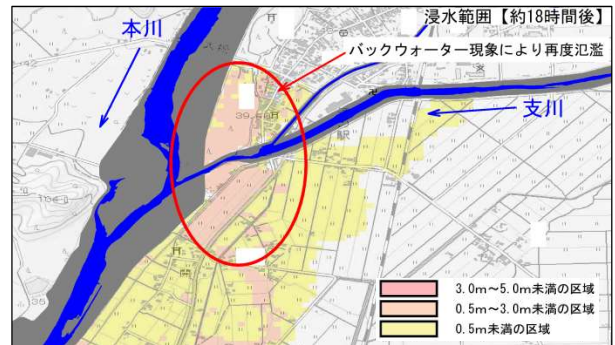 浸水範囲【約18時間後】
本川
バックウォーター現象により再度氾濫
支川
3.0m～5.0m未満の区域
0.5m～3.0m未満の区域
0.5m未満の区域